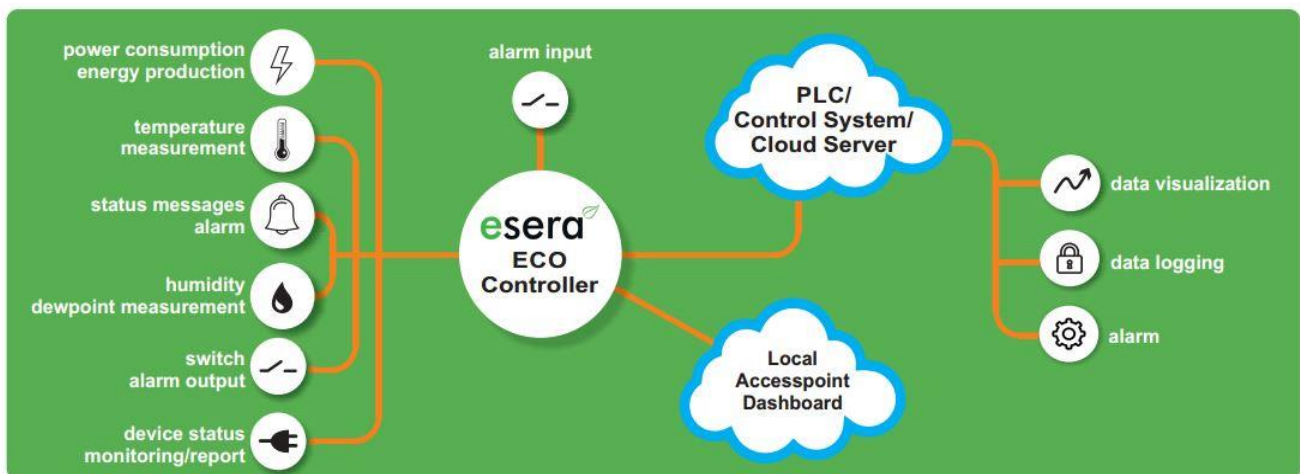 power consumption
energy production
temperature
measurement
status messages
alarm
humidity
dewpoint measurement
switch
alarm output
device status
monitoring/report
alarm input
esera
ECO
Controller
PLC/
Control System/
Cloud Server
Local
Accesspoint
Dashboard
data visualization
data logging
alarm